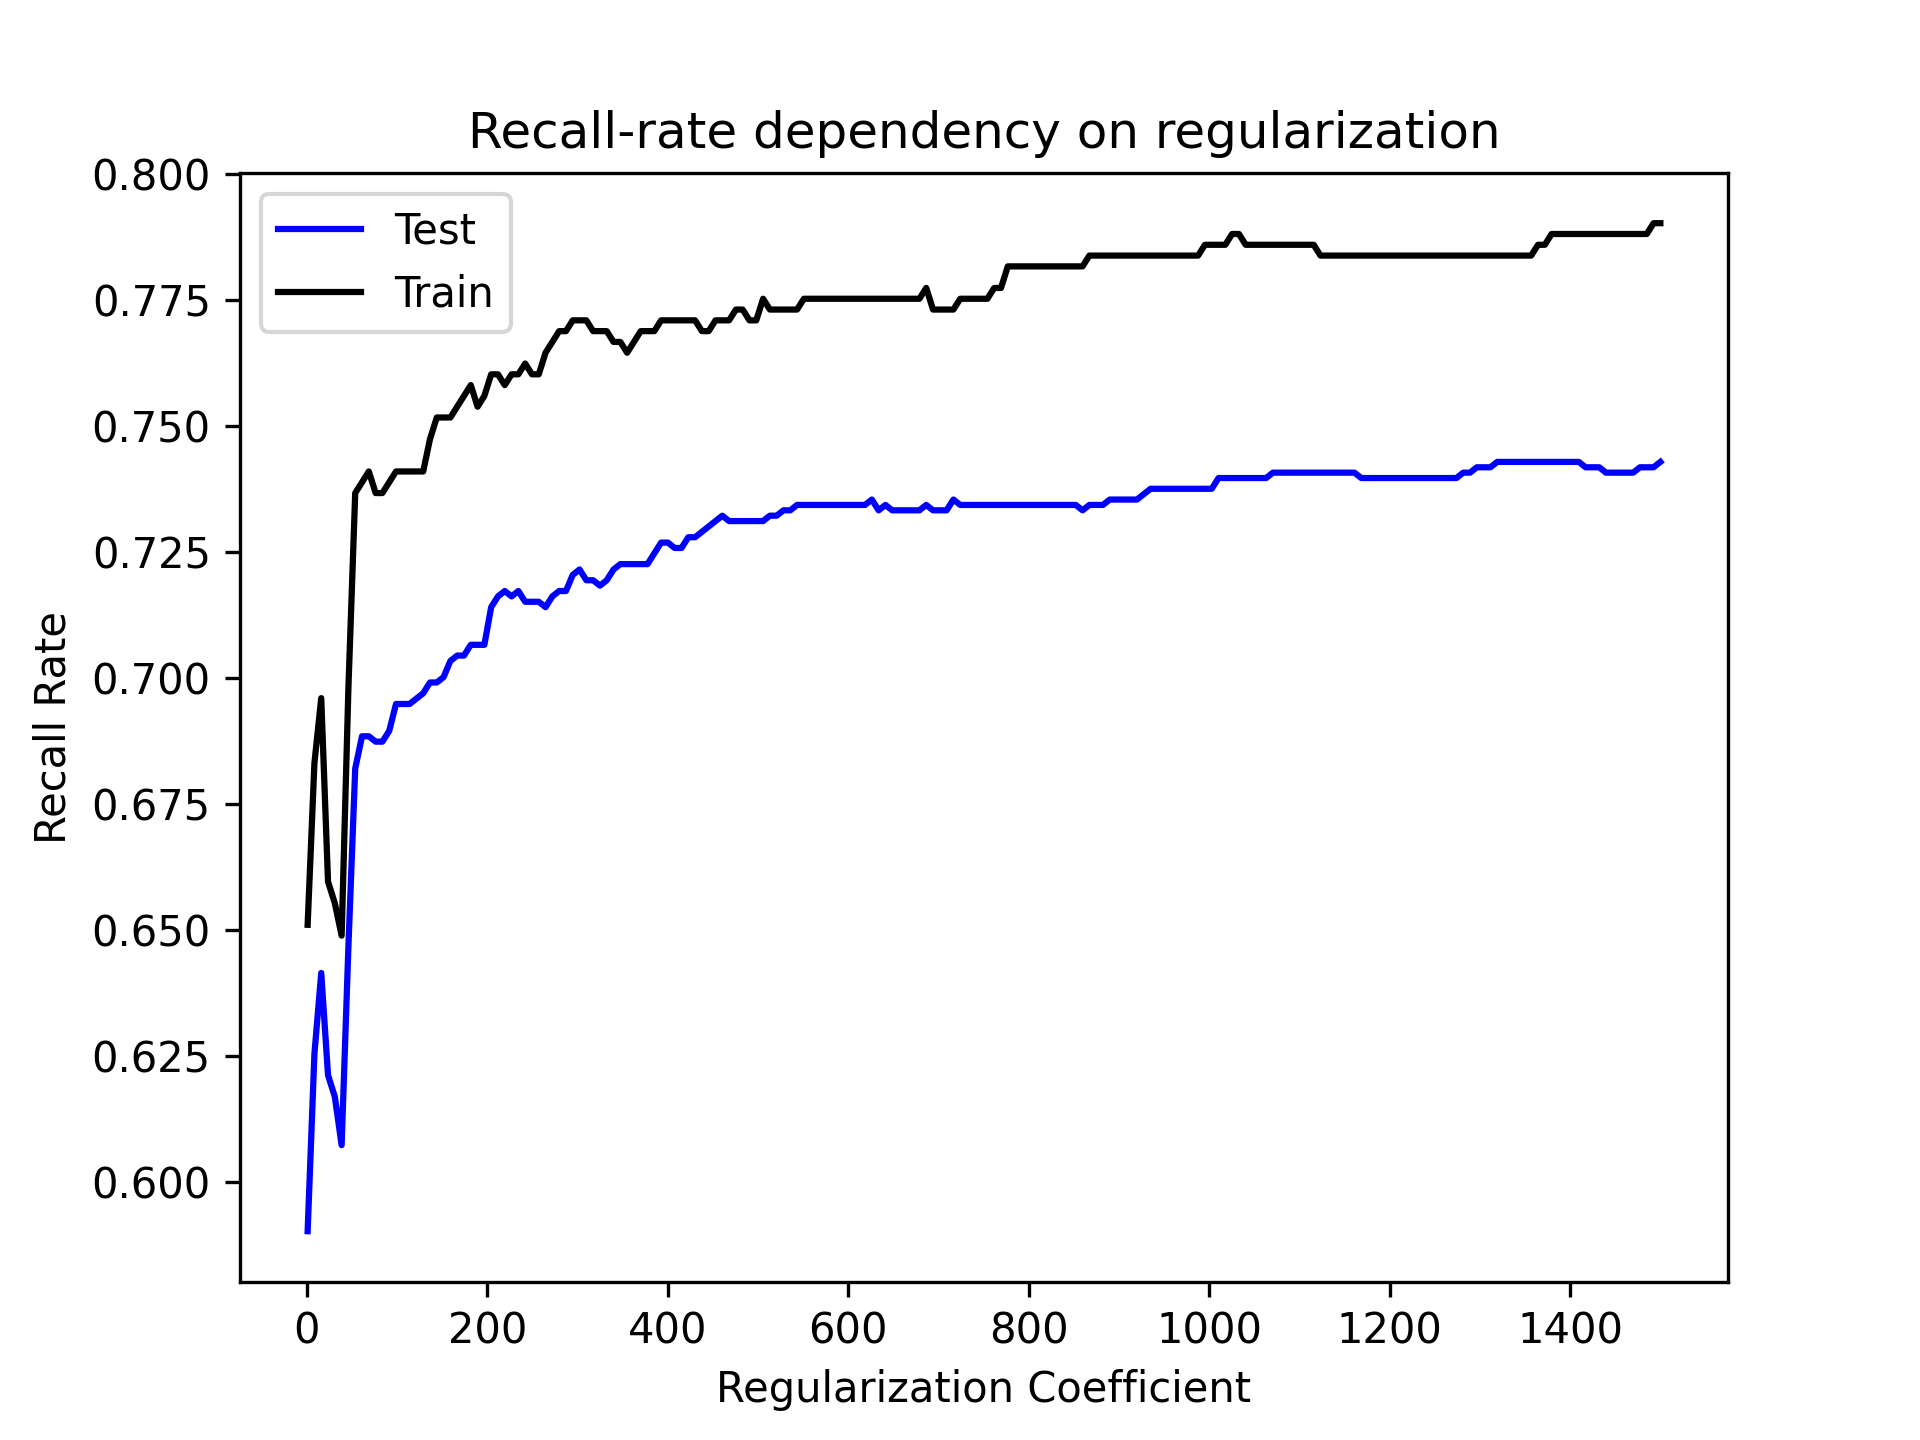 Recall-rate dependency on regularization
0.800
0.775
0.750
0.725
0.700
0.675
0.650
0.625
0.600
Recall Rate
Test
Train
0 200 400 600 800 1000 1200 1400
Regularization Coefficient